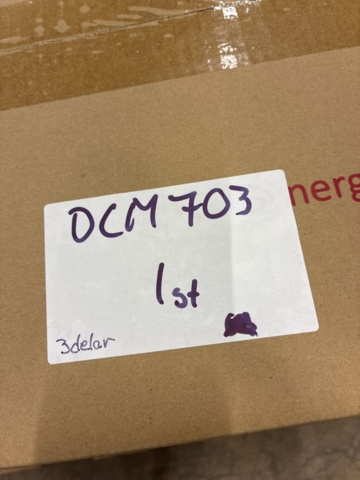 DCM 703
1st
3delar
nerg